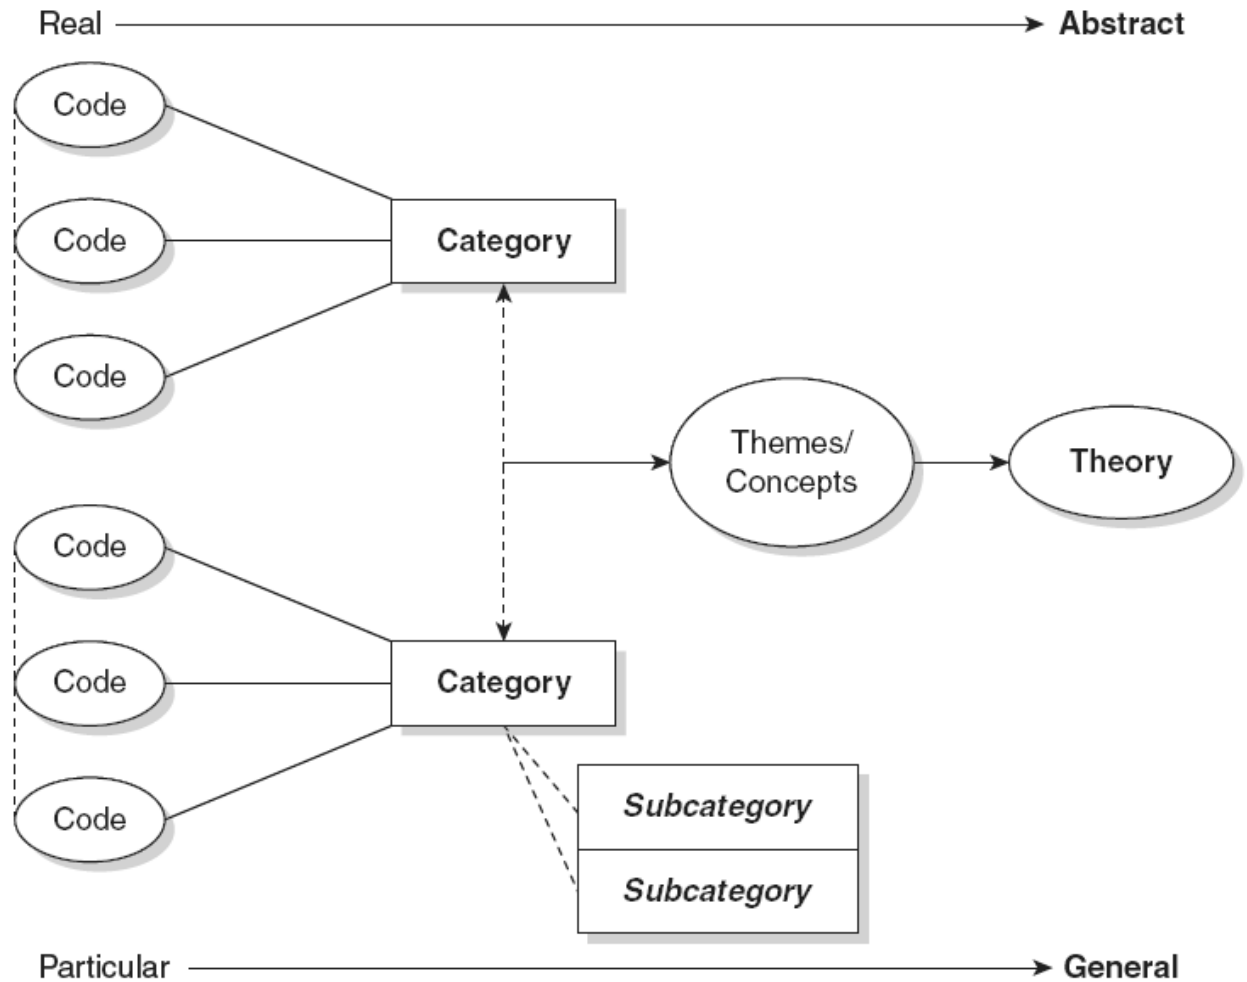 Real
Abstract
Code
Code
Category
Code
Themes/
Concepts
Theory
Code
Code
Category
Code
Subcategory
Subcategory
Particular
General